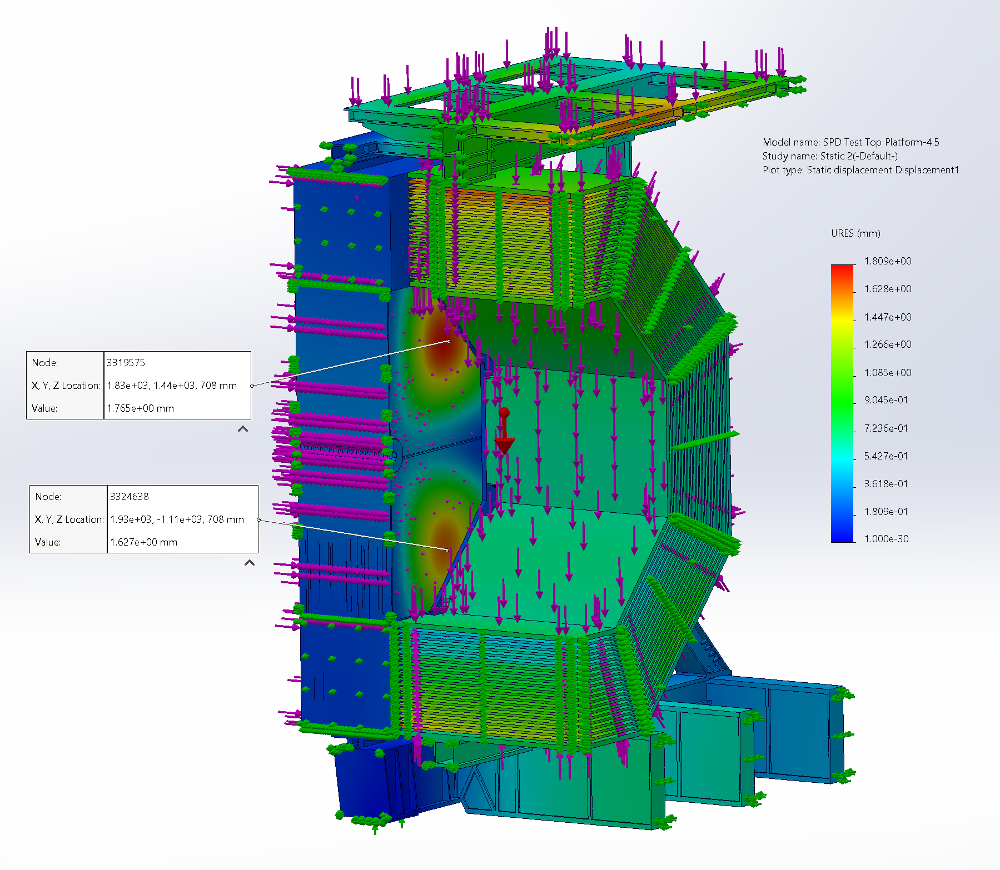 Model name: SPD Test Top Platform-4.5
Study name: Static 2(-Default-)
Plot type: Static displacement Displacement1
URES (mm)
1.809e+00
1.628e+00
1.447e+00
1.266e+00
1.085e+00
9.045e-01
7.236e-01
5.427e-01
3.618e-01
1.809e-01
1.000e-30
Node: 3319575
X, Y, Z Location: 1.83e+03, 1.44e+03, 708 mm
Value: 1.765e+00 mm
Node: 3324638
X, Y, Z Location: 1.93e+03, -1.11e+03, 708 mm
Value: 1.627e+00 mm